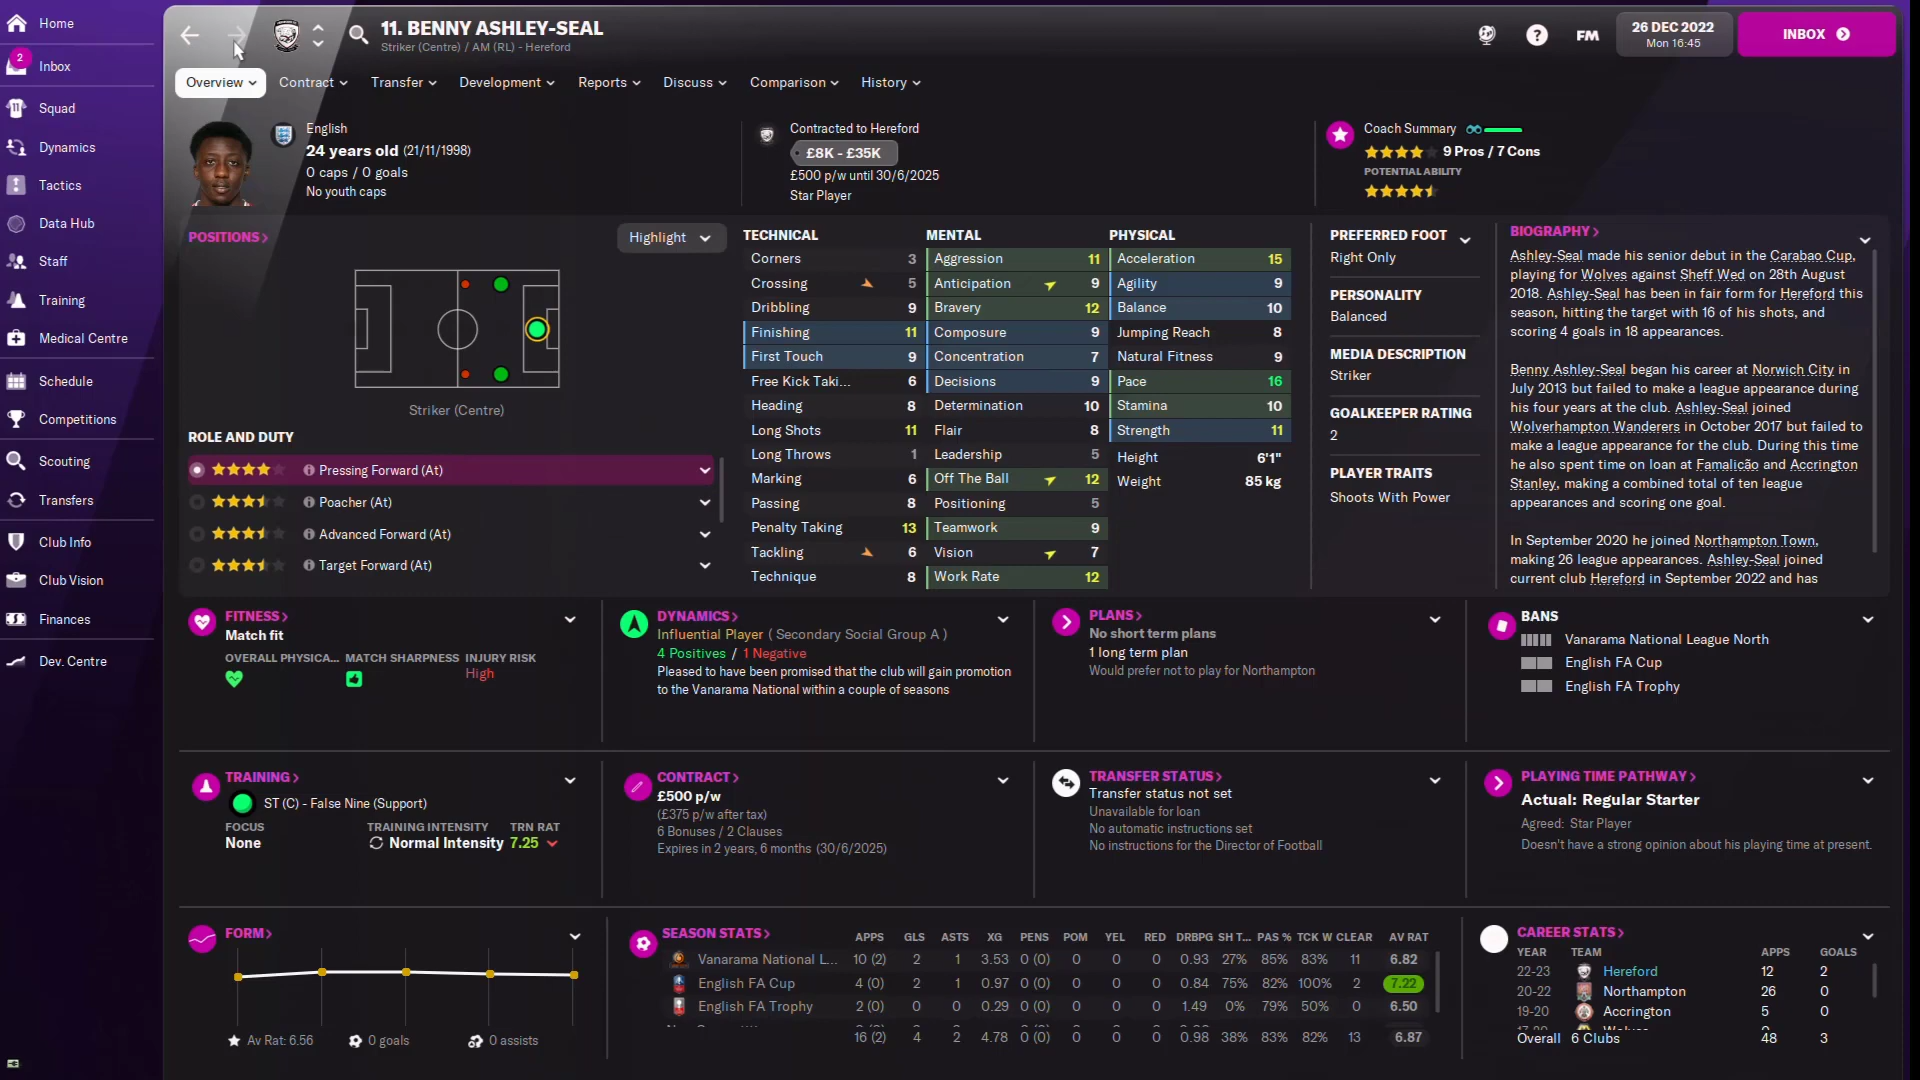 Home
2
Inbox
Squad
Dynamics
Tactics
Data Hub
Staff
Training
Medical Centre
Schedule
Competitions
Scouting
Transfers
Club Info
Club Vision
Finances
Dev. Centre
11. BENNY ASHLEY-SEAL
Striker (Centre) / AM (RL) - Hereford
FM
26 DEC 2022
Mon 16:45
INBOX
Overview
Contract
Transfer
Development
Reports
Discuss
Comparison
History
English
24 years old (21/11/1998)
0 caps / 0 goals
No youth caps
Contracted to Hereford
£8K - £35K
£500 p/w until 30/6/2025
Star Player
Coach Summary
9 Pros / 7 Cons
POTENTIAL ABILITY
POSITIONS
Highlight
Striker (Centre)
ROLE AND DUTY
Pressing Forward (At)
Poacher (At)
Advanced Forward (At)
Target Forward (At)
TECHNICAL
Corners 3
Crossing 5
Dribbling 9
Finishing 11
First Touch 9
Free Kick Taki... 6
Heading 8
Long Shots 11
Long Throws 1
Marking 6
Passing 8
Penalty Taking 13
Tackling 6
Technique 8
MENTAL
Aggression 11
Anticipation 9
Bravery 12
Composure 9
Concentration 7
Decisions 9
Determination 10
Flair 8
Leadership 5
Off The Ball 12
Positioning 5
Teamwork 9
Vision 7
Work Rate 12
PHYSICAL
Acceleration 15
Agility 9
Balance 10
Jumping Reach 8
Natural Fitness 9
Pace 16
Stamina 10
Strength 11
Height 6'1"
Weight 85 kg
PREFERRED FOOT
Right Only
PERSONALITY
Balanced
MEDIA DESCRIPTION
Striker
GOALKEEPER RATING
2
PLAYER TRAITS
Shoots With Power
BIOGRAPHY
Ashley-Seal made his senior debut in the Carabao Cup,
playing for Wolves against Sheff Wed on 28th August
2018. Ashley-Seal has been in fair form for Hereford this
season, hitting the target with 16 of his shots, and
scoring 4 goals in 18 appearances.
Benny Ashley-Seal began his career at Norwich City in
July 2013 but failed to make a league appearance during
his four years at the club. Ashley-Seal joined
Wolverhampton Wanderers in October 2017 but failed to
make a league appearance for the club. During this time
he also spent time on loan at Famalicão and Accrington
Stanley, making a combined total of ten league
appearances and scoring one goal.
In September 2020 he joined Northampton Town,
making 26 league appearances. Ashley-Seal joined
current club Hereford in September 2022 and has
FITNESS
Match fit
OVERALL PHYSICA... MATCH SHARPNESS INJURY RISK
High
DYNAMICS
Influential Player ( Secondary Social Group A )
4 Positives / 1 Negative
Pleased to have been promised that the club will gain promotion
to the Vanarama National within a couple of seasons
PLANS
No short term plans
1 long term plan
Would prefer not to play for Northampton
BANS
Vanarama National League North
English FA Cup
English FA Trophy
TRAINING
ST (C) - False Nine (Support)
FOCUS TRAINING INTENSITY TRN RAT
None Normal Intensity 7.25
CONTRACT
£500 p/w
(£375 p/w after tax)
6 Bonuses / 2 Clauses
Expires in 2 years, 6 months (30/6/2025)
TRANSFER STATUS
Transfer status not set
Unavailable for loan
No automatic instructions set
No instructions for the Director of Football
PLAYING TIME PATHWAY
Actual: Regular Starter
Agreed: Star Player
Doesn't have a strong opinion about his playing time at present.
FORM
Av Rat: 6.56 0 goals 0 assists
SEASON STATS APPS GLS ASTS XG PENS POM YEL RED DRBPG SH T... PAS % TCK W CLEAR AV RAT
Vanarama National L... 10 (2) 2 1 3.53 0 (0) 0 0 0 0.93 27% 85% 83% 11 6.82
English FA Cup 4 (0) 2 1 0.97 0 (0) 0 0 0 0.84 75% 82% 100% 2 7.22
English FA Trophy 2 (0) 0 0 0.29 0 (0) 0 0 0 1.49 0% 79% 50% 0 6.50
16 (2) 4 2 4.78 0 (0) 0 0 0 0.98 38% 83% 82% 13 6.87
CAREER STATS
YEAR TEAM APPS GOALS
22-23 Hereford 12 2
20-22 Northampton 26 0
19-20 Accrington 5 0
Overall 6 Clubs 48 3